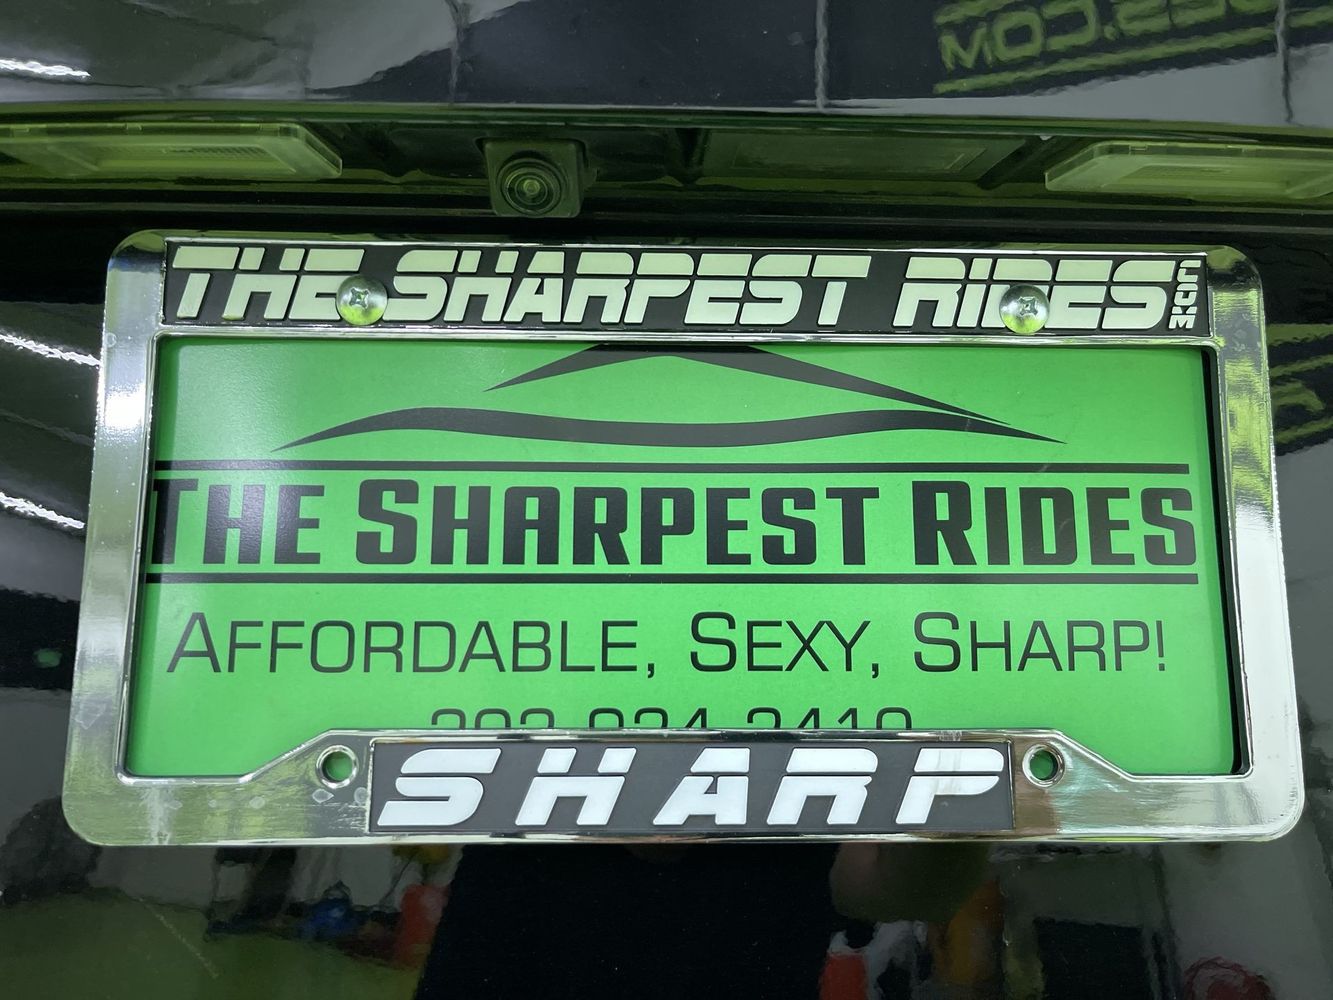 THE SHARPEST RIDES .COM
THE SHARPEST RIDES
AFFORDABLE, SEXY, SHARP!
SHARP